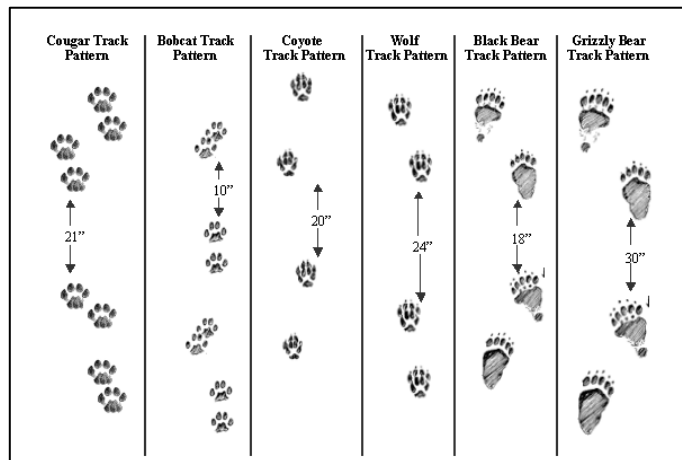 Cougar Track
Pattern
Bobcat Track
Pattern
Coyote
Track Pattern
Wolf
Track Pattern
Black Bear
Track Pattern
Grizzly Bear
Track Pattern
21”
10”
20”
24”
18”
30”